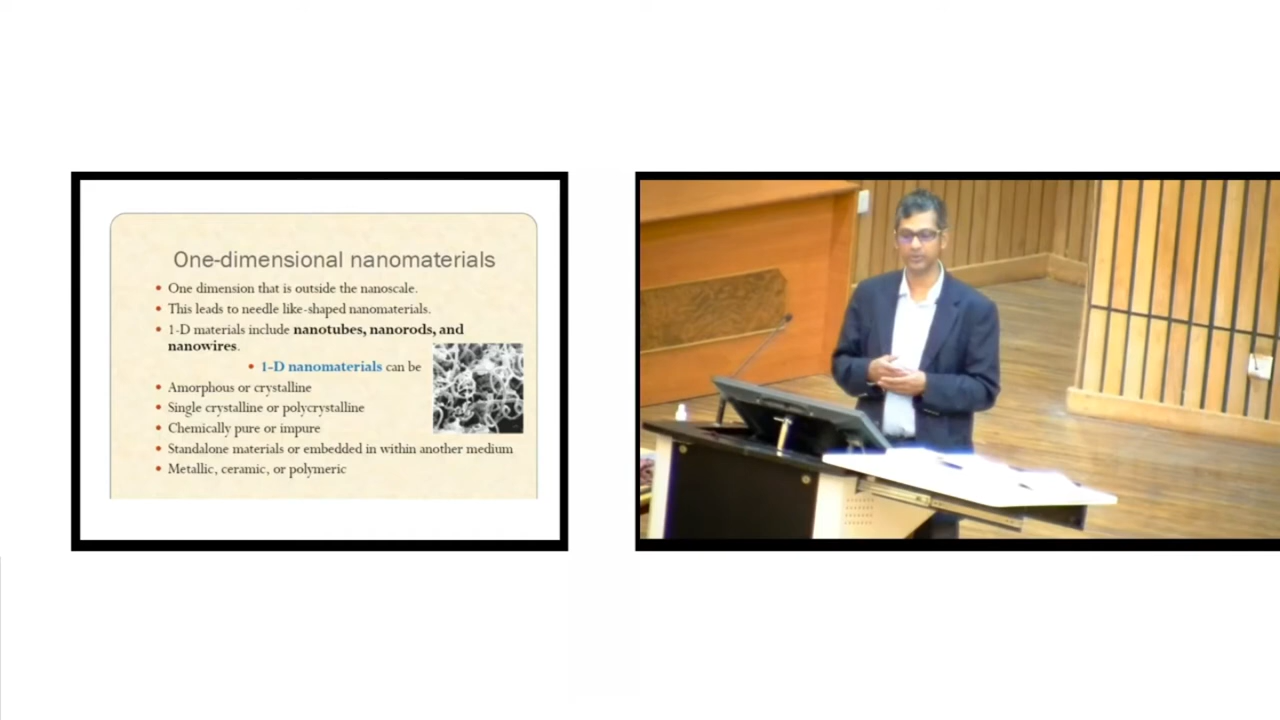 One-dimensional nanomaterials
• One dimension that is outside the nanoscale.
• This leads to needle like-shaped nanomaterials.
• 1-D materials include nanotubes, nanorods, and
nanowires.
• 1-D nanomaterials can be
• Amorphous or crystalline
• Single crystalline or polycrystalline
• Chemically pure or impure
• Standalone materials or embedded in within another medium
• Metallic, ceramic, or polymeric